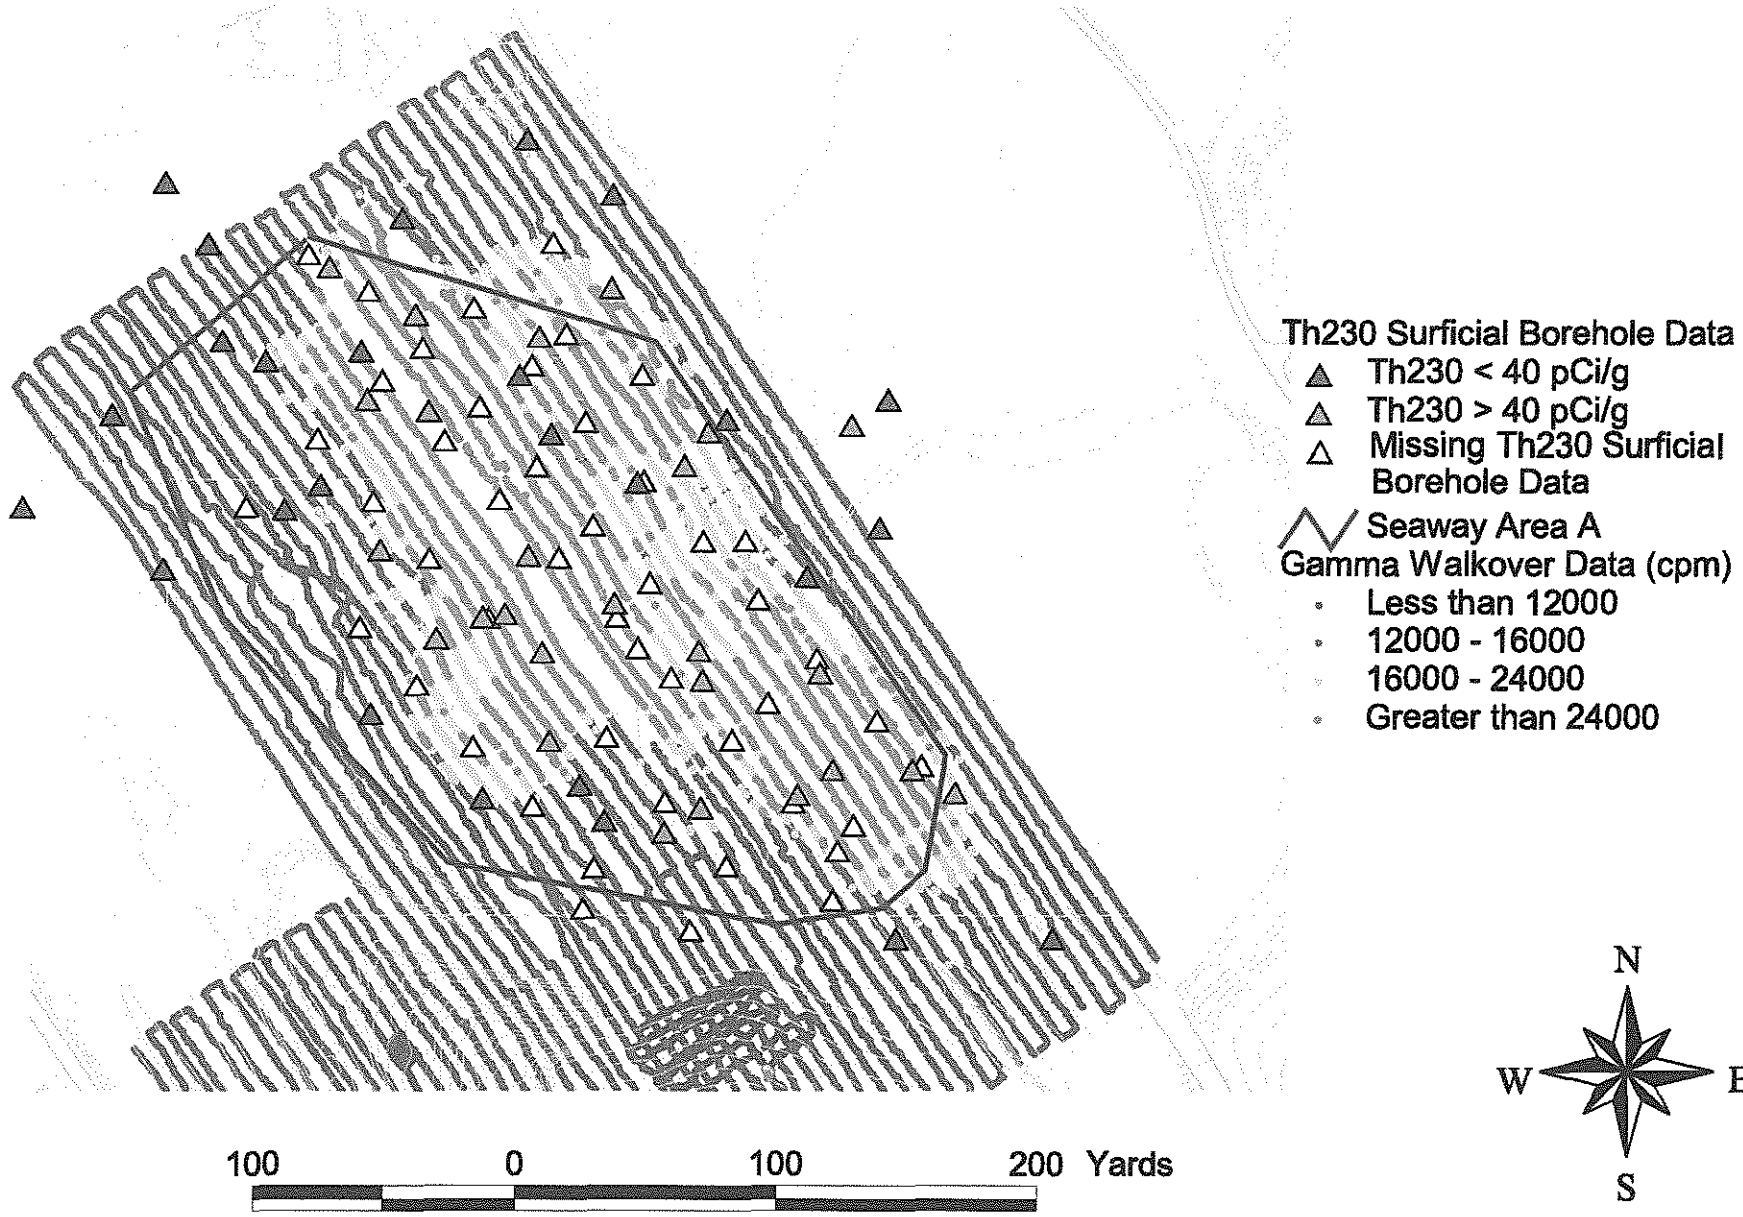 Th230 Surficial Borehole Data
Th230 < 40 pCi/g
Th230 > 40 pCi/g
Missing Th230 Surficial
Borehole Data
Seaway Area A
Gamma Walkover Data (cpm)
Less than 12000
12000 - 16000
16000 - 24000
Greater than 24000
N
W E
S
100 0 100 200 Yards